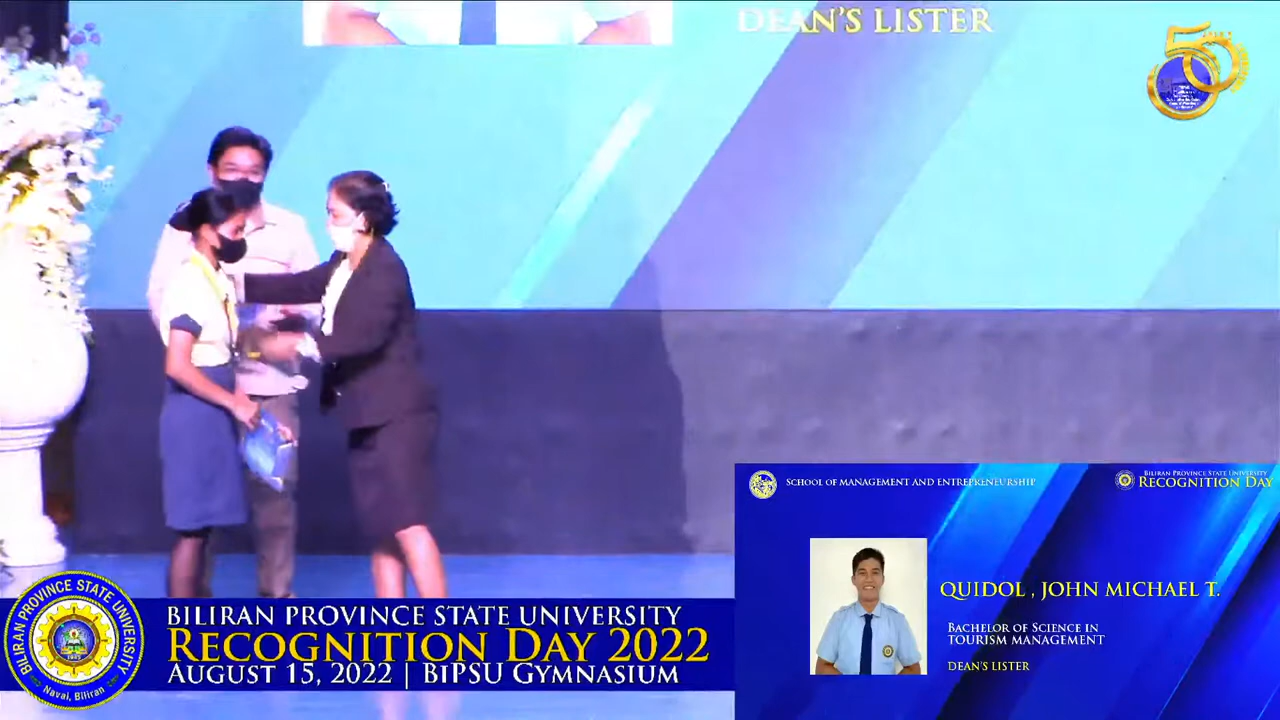 DEAN'S LISTER
50
SCHOOL OF MANAGEMENT AND ENTREPRENEURSHIP
BILIRAN PROVINCE STATE UNIVERSITY
RECOGNITION DAY
QUIDOL , JOHN MICHAEL T.
BACHELOR OF SCIENCE IN
TOURISM MANAGEMENT
DEAN'S LISTER
BILIRAN PROVINCE STATE UNIVERSITY
Naval, Biliran
BILIRAN PROVINCE STATE UNIVERSITY
RECOGNITION DAY 2022
AUGUST 15, 2022 | BIPSU GYMNASIUM